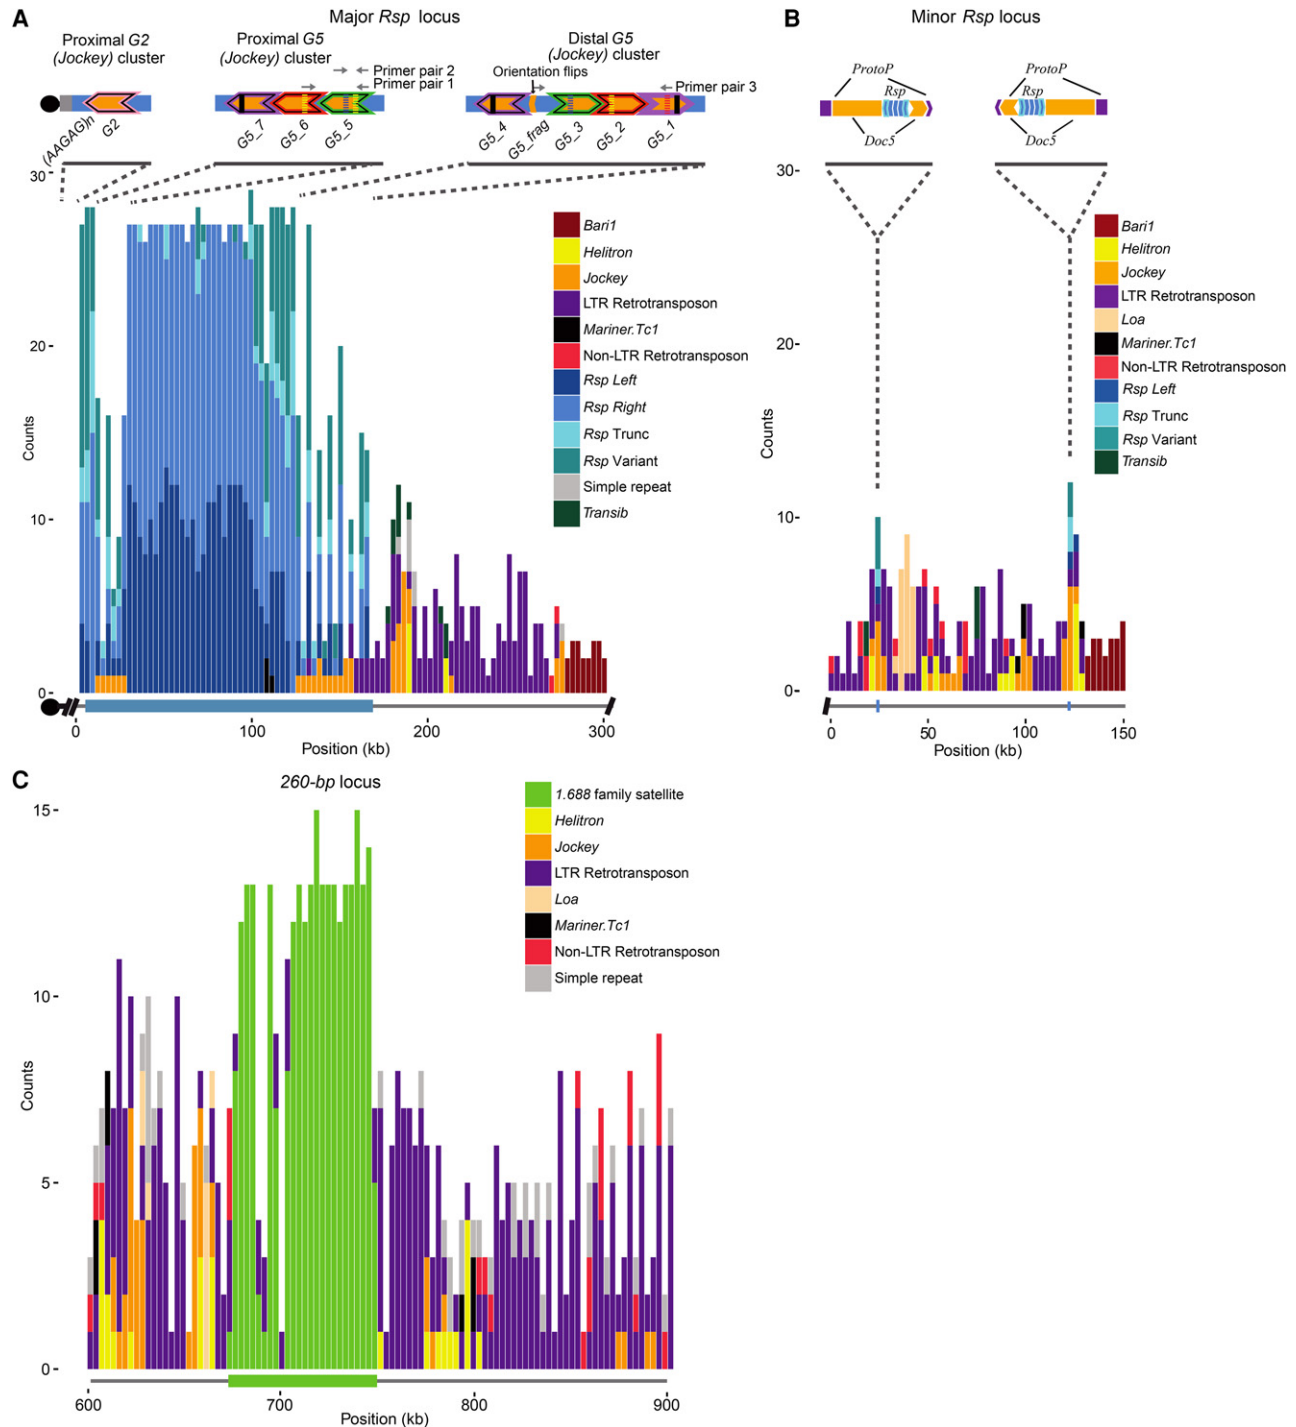 A
Major Rsp locus
Proximal G2
(Jockey) cluster
Proximal G5
(Jockey) cluster
Distal G5
(Jockey) cluster
Primer pair 2
Primer pair 1
Orientation flips
Primer pair 3
(AAGAG)n
G2
G5_7
G5_6
G5_5
G5_4
G5_frag
G5_3
G5_2
G5_1
30
20
10
0
Counts
Bari1
Helitron
Jockey
LTR Retrotransposon
Mariner.Tc1
Non-LTR Retrotransposon
Rsp Left
Rsp Right
Rsp Trunc
Rsp Variant
Simple repeat
Transib
0
100
200
300
Position (kb)
B
Minor Rsp locus
ProtoP
Rsp
Doc5
ProtoP
Rsp
Doc5
30
20
10
0
Counts
Bari1
Helitron
Jockey
LTR Retrotransposon
Loa
Mariner.Tc1
Non-LTR Retrotransposon
Rsp Left
Rsp Trunc
Rsp Variant
Transib
0
50
100
150
Position (kb)
C
260-bp locus
15
10
5
0
Counts
1.688 family satellite
Helitron
Jockey
LTR Retrotransposon
Loa
Mariner.Tc1
Non-LTR Retrotransposon
Simple repeat
600
700
800
900
Position (kb)